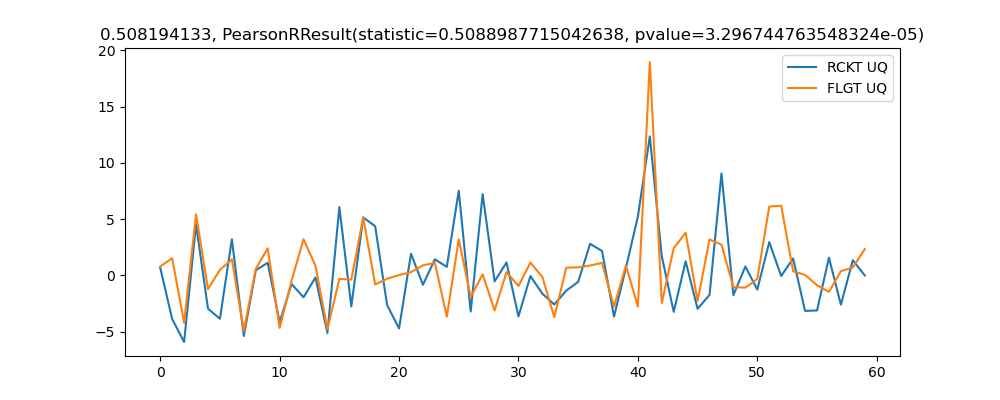 0.508194133, PearsonRResult(statistic=0.5088987715042638, pvalue=3.296744763548324e-05)
20
15
10
5
0
−5
RCKT UQ
FLGT UQ
0 10 20 30 40 50 60